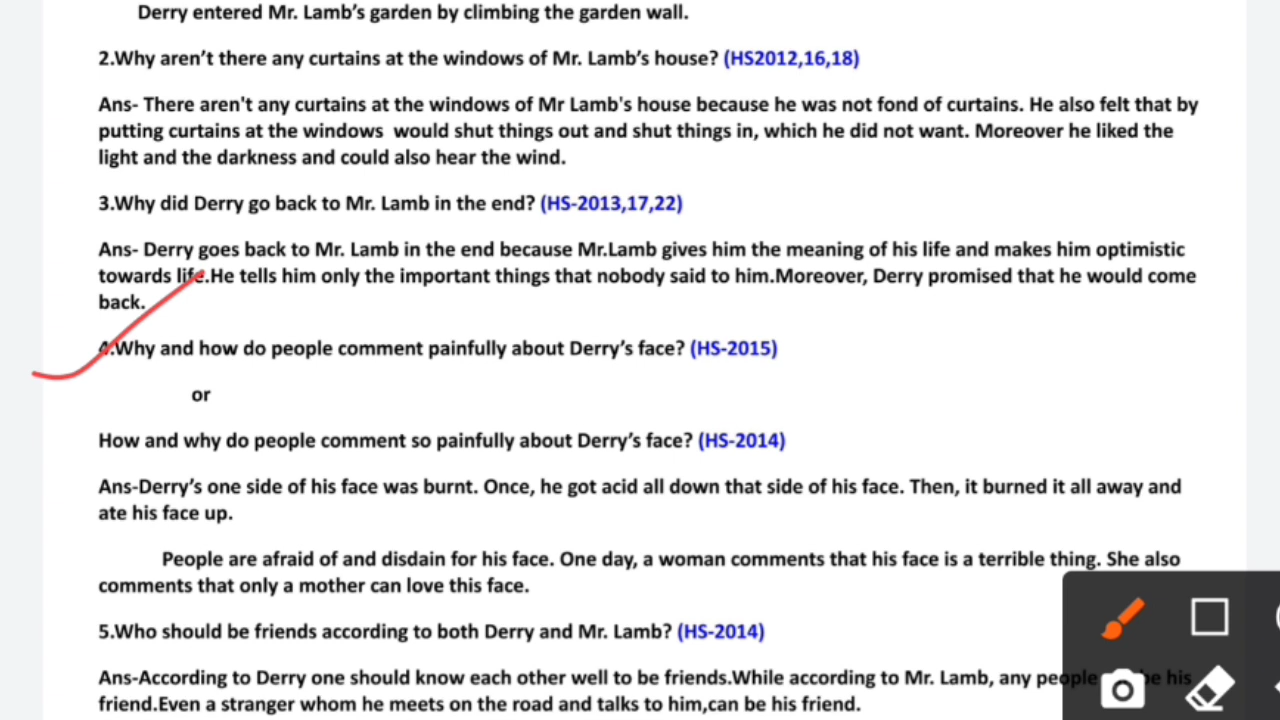 Derry entered Mr. Lamb’s garden by climbing the garden wall.
2.Why aren’t there any curtains at the windows of Mr. Lamb’s house? (HS2012,16,18)
Ans- There aren't any curtains at the windows of Mr Lamb's house because he was not fond of curtains. He also felt that by
putting curtains at the windows would shut things out and shut things in, which he did not want. Moreover he liked the
light and the darkness and could also hear the wind.
3.Why did Derry go back to Mr. Lamb in the end? (HS-2013,17,22)
Ans- Derry goes back to Mr. Lamb in the end because Mr.Lamb gives him the meaning of his life and makes him optimistic
towards life.He tells him only the important things that nobody said to him.Moreover, Derry promised that he would come
back.
4.Why and how do people comment painfully about Derry’s face? (HS-2015)
or
How and why do people comment so painfully about Derry’s face? (HS-2014)
Ans-Derry’s one side of his face was burnt. Once, he got acid all down that side of his face. Then, it burned it all away and
ate his face up.
People are afraid of and disdain for his face. One day, a woman comments that his face is a terrible thing. She also
comments that only a mother can love this face.
5.Who should be friends according to both Derry and Mr. Lamb? (HS-2014)
Ans-According to Derry one should know each other well to be friends.While according to Mr. Lamb, any people be his
friend.Even a stranger whom he meets on the road and talks to him,can be his friend.